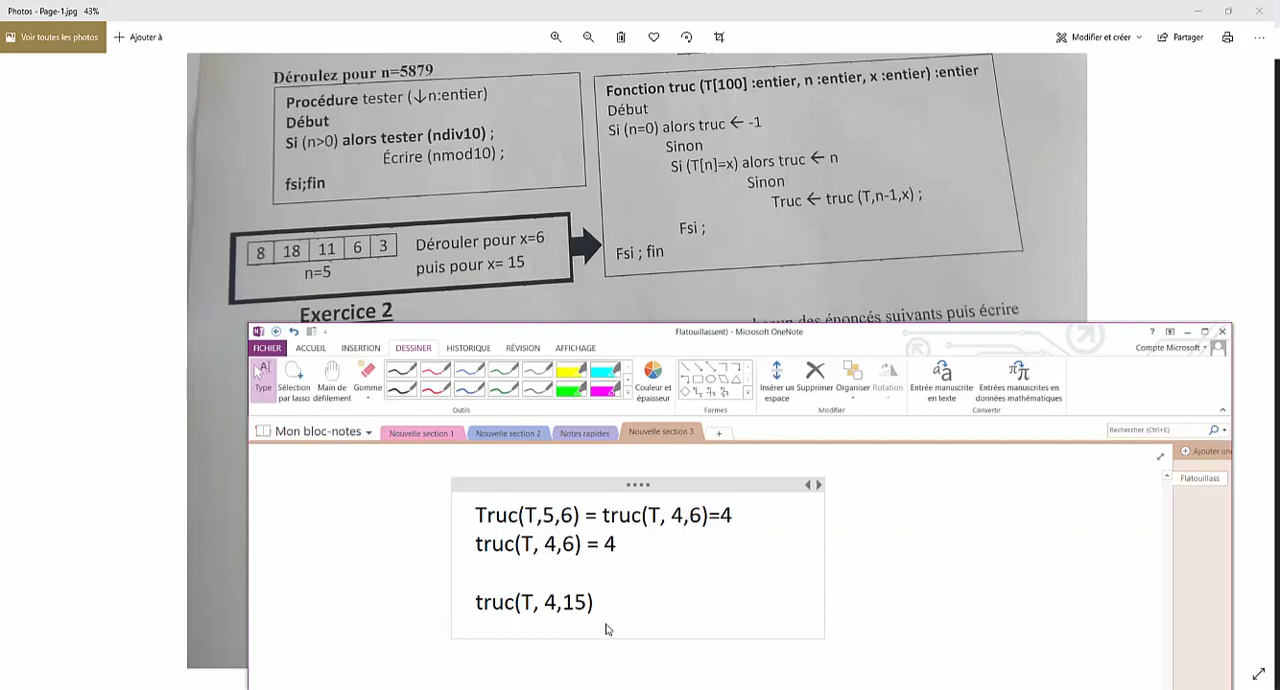 Photos - Page-1.jpg 43%
Voir toutes les photos
Ajouter à
Modifier et créer
Partager
Déroulez pour n=5879
Procédure tester (↓n:entier)
Début
Si (n>0) alors tester (ndiv10) ;
Écrire (nmod10) ;
fsi;fin
Fonction truc (T[100] :entier, n :entier, x :entier) :entier
Début
Si (n=0) alors truc ← -1
Sinon
Si (T[n]=x) alors truc ← n
Sinon
Truc ← truc (T,n-1,x) ;
Fsi ;
Fsi ; fin
8 18 11 6 3
n=5
Dérouler pour x=6
puis pour x= 15
Exercice 2
des énoncés suivants puis écrire
Flatouillassent) - Microsoft OneNote
FICHIER ACCUEIL INSERTION DESSINER HISTORIQUE RÉVISION AFFICHAGE
Compte Microsoft
Type
Sélection par lasso
Main de défilement
Gomme
Couleur et épaisseur
Insérer un espace
Supprimer
Organiser
Rotation
Entrée manuscrite en texte
Entrées manuscrites en données mathématiques
Outils
Formes
Modifier
Convertir
Mon bloc-notes
Nouvelle section 1
Nouvelle section 2
Notes rapides
Nouvelle section 3
Rechercher (Ctrl+E)
Ajouter un
Flatouillass
Truc(T,5,6) = truc(T, 4,6)=4
truc(T, 4,6) = 4
truc(T, 4,15)